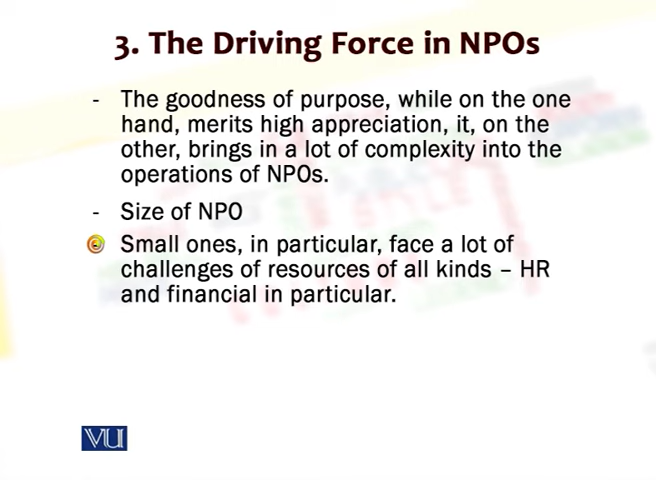 3. The Driving Force in NPOs
- The goodness of purpose, while on the one
hand, merits high appreciation, it, on the
other, brings in a lot of complexity into the
operations of NPOs.
- Size of NPO
Small ones, in particular, face a lot of
challenges of resources of all kinds – HR
and financial in particular.
VU